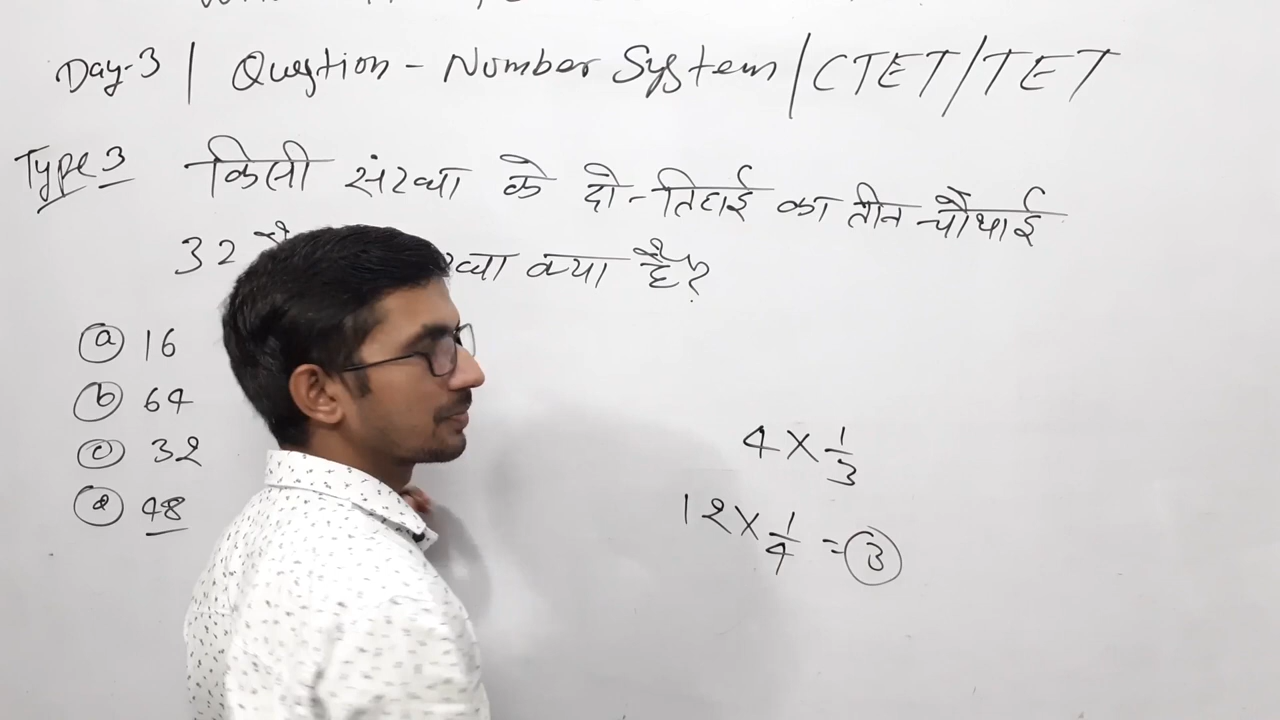 Day-3 | Question - Number System / CTET / TET
Type 3 किसी संख्या के दो-तिहाई का तीन-चौथाई
32 क्या है?
(a) 16
(b) 64
(c) 32
(d) 48
4 × 1/3
12 × 1/4 = 3